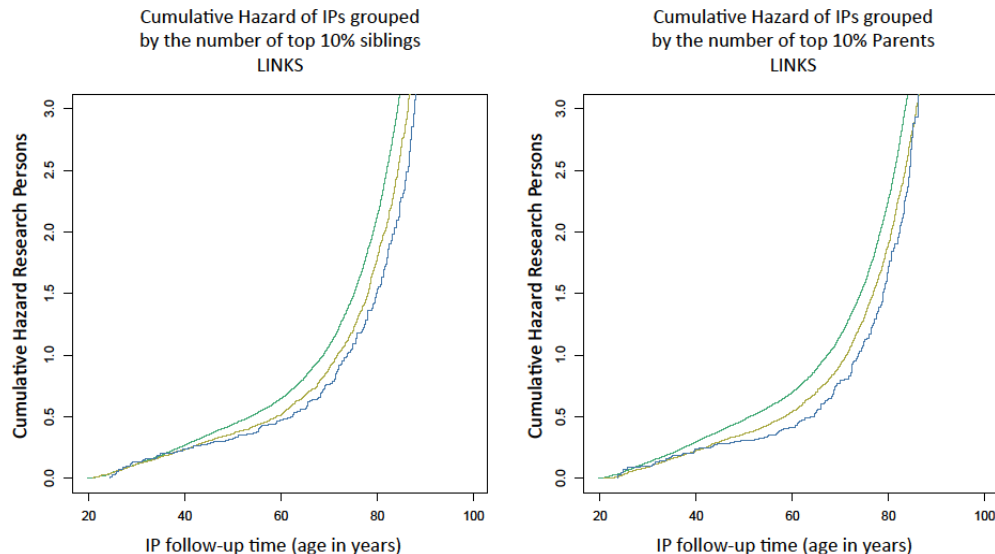 Cumulative Hazard of IPs grouped
by the number of top 10% siblings
LINKS
Cumulative Hazard Research Persons
3.0
2.5
2.0
1.5
1.0
0.5
0.0
20 40 60 80 100
IP follow-up time (age in years)
Cumulative Hazard of IPs grouped
by the number of top 10% Parents
LINKS
Cumulative Hazard Research Persons
3.0
2.5
2.0
1.5
1.0
0.5
0.0
20 40 60 80 100
IP follow-up time (age in years)